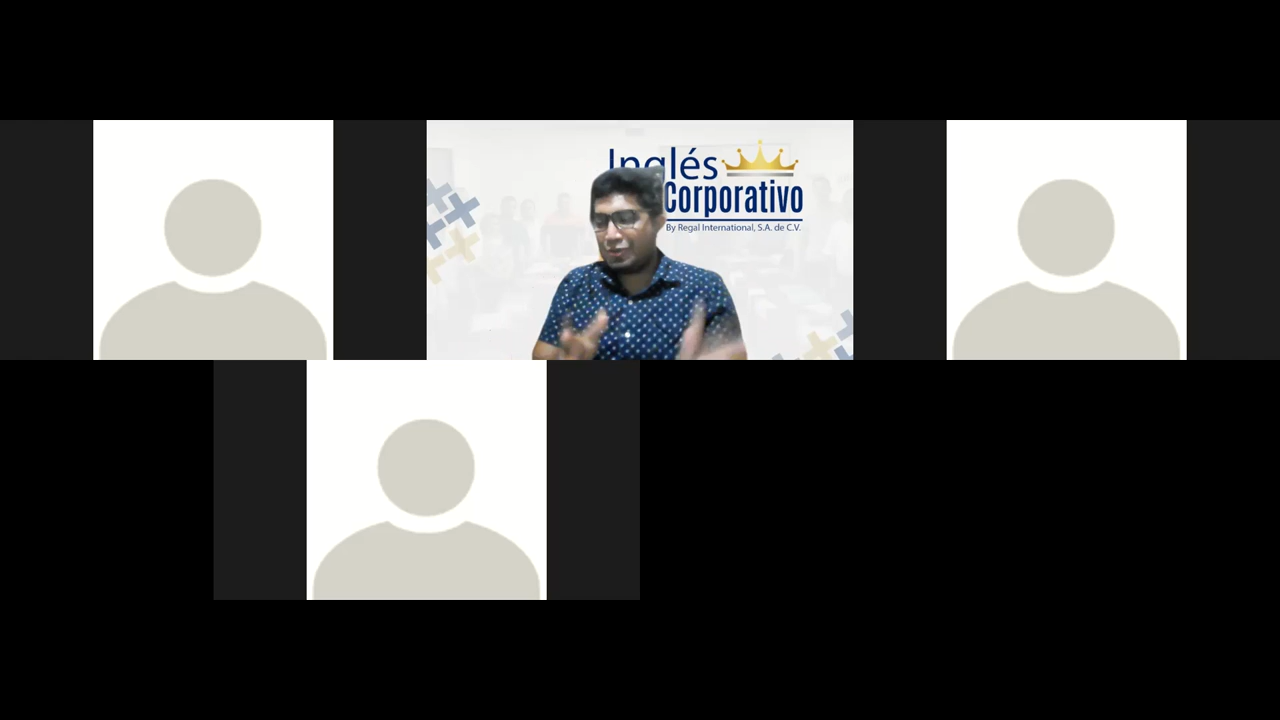 Inglés
Corporativo
By Regal International, S.A. de C.V.